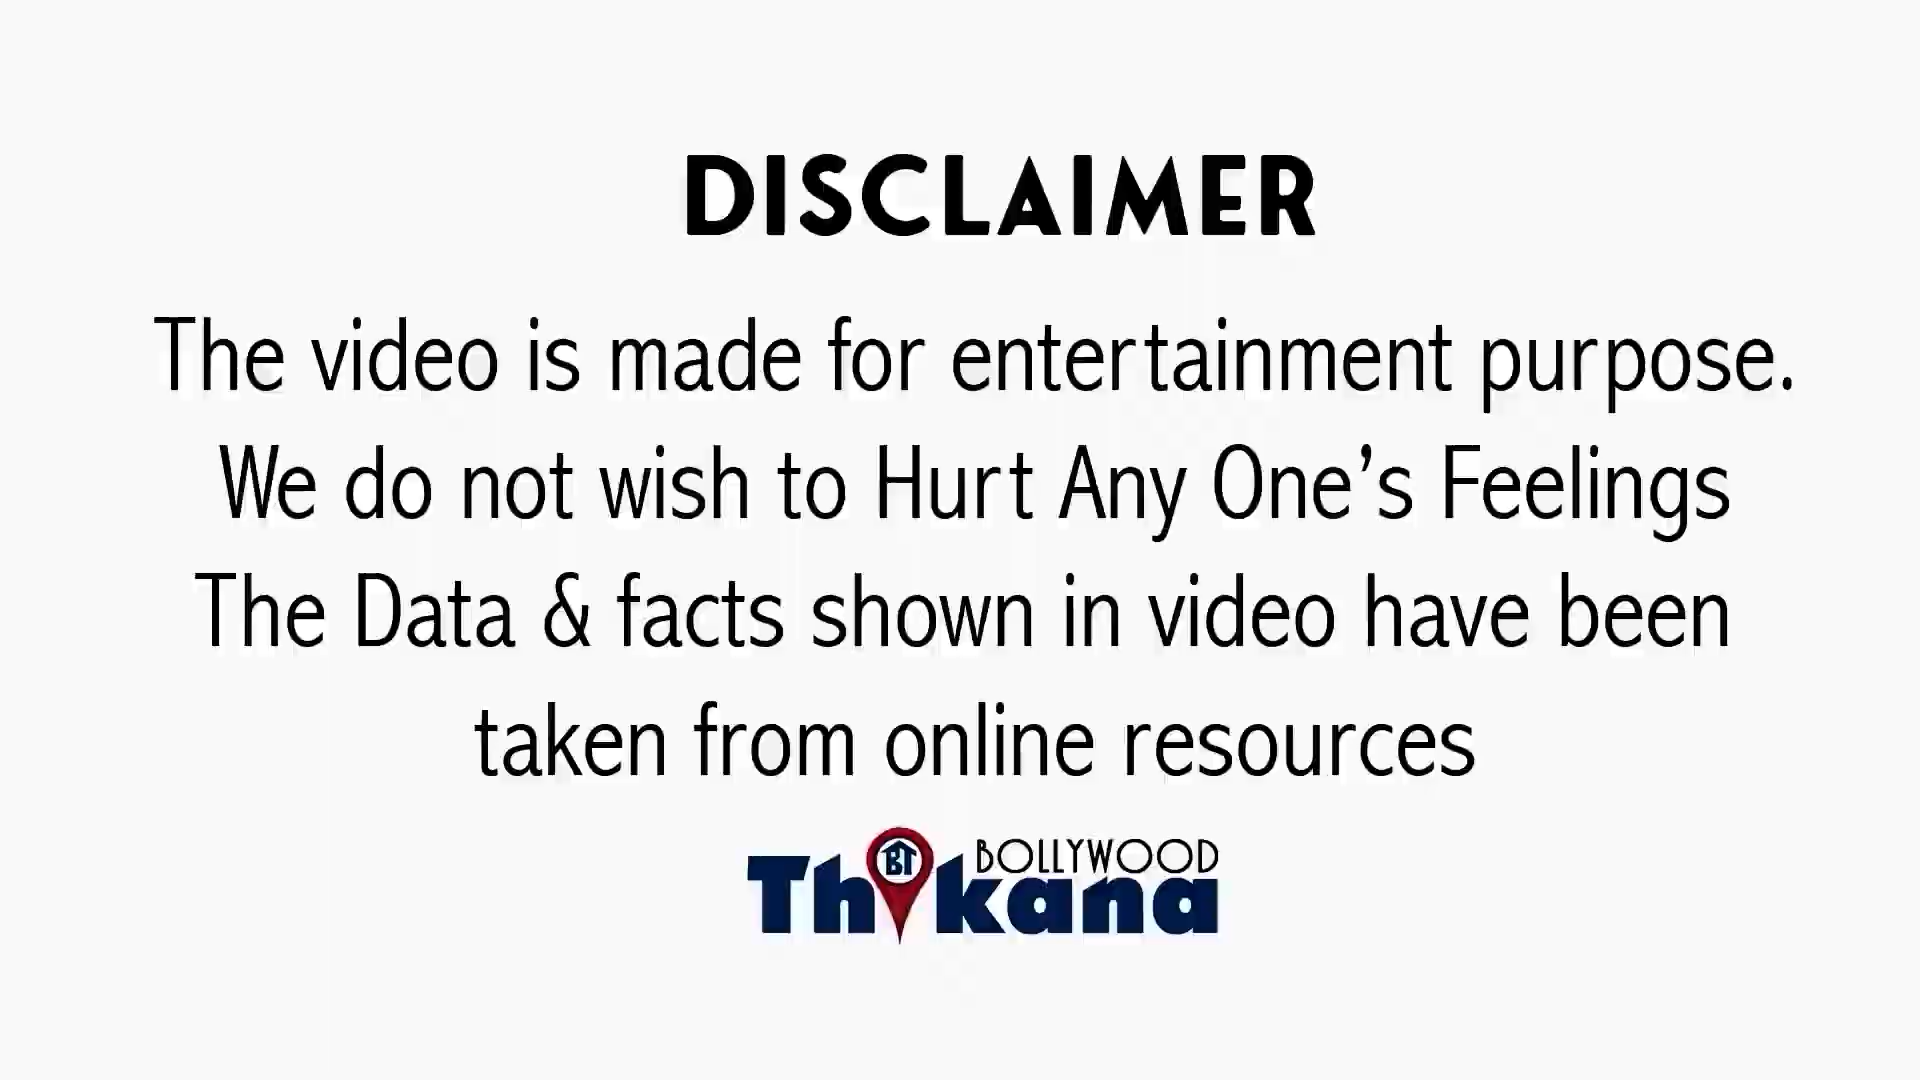 DISCLAIMER
The video is made for entertainment purpose.
We do not wish to Hurt Any One’s Feelings
The Data & facts shown in video have been
taken from online resources
BOLLYWOOD
BT
Thikana